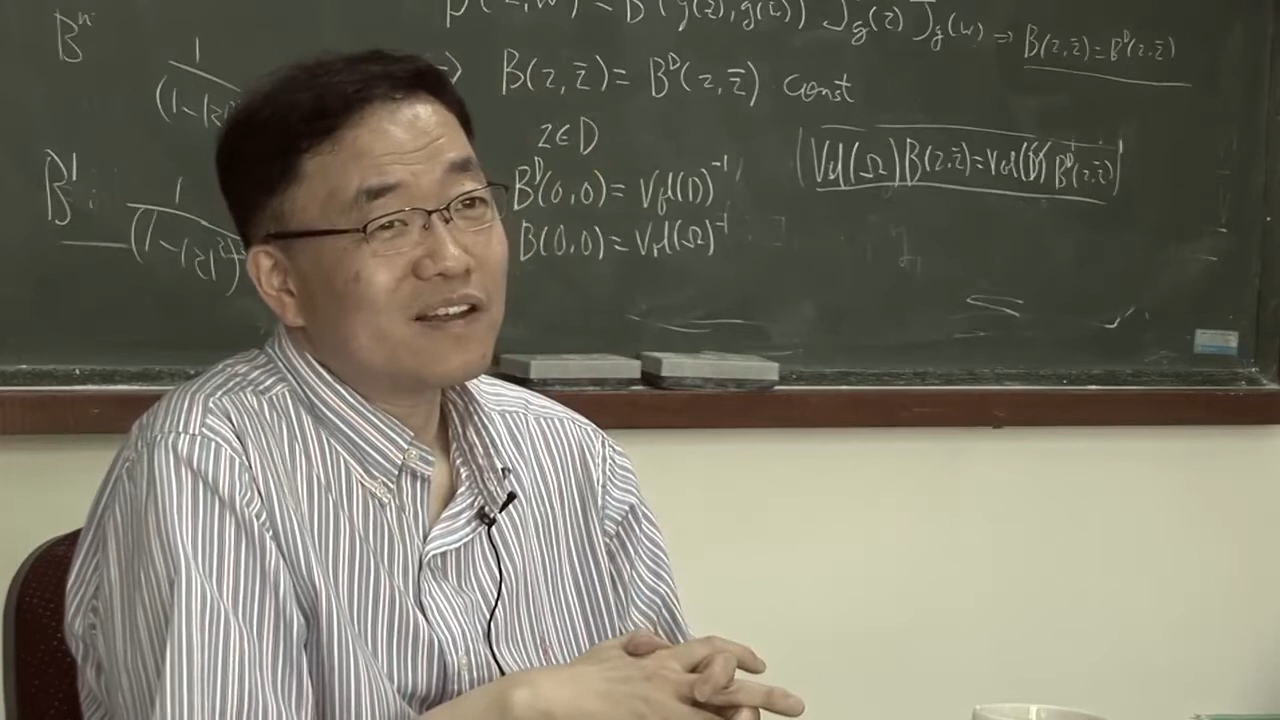 B(z,w) = B^D(g(z),g(w)) J_g(z) J_g(w) ⇒ B(z,z̄)=B^D(z,z̄)
B^n
1
⇒ B(z,z̄) = B^D(z,z̄) const
(1-|z|
z∈D
Vol(Ω)B(z,z̄)=Vol(D)B^D(z,z̄)
B^1: 1
B^D(0,0) = Vol(D)^-1
(1-|z|^2)
B(0,0) = Vol(Ω)^-1